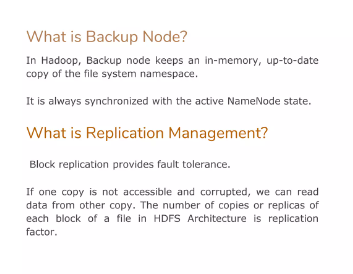 What is Backup Node?
In Hadoop, Backup node keeps an in-memory, up-to-date
copy of the file system namespace.
It is always synchronized with the active NameNode state.
What is Replication Management?
Block replication provides fault tolerance.
If one copy is not accessible and corrupted, we can read
data from other copy. The number of copies or replicas of
each block of a file in HDFS Architecture is replication
factor.